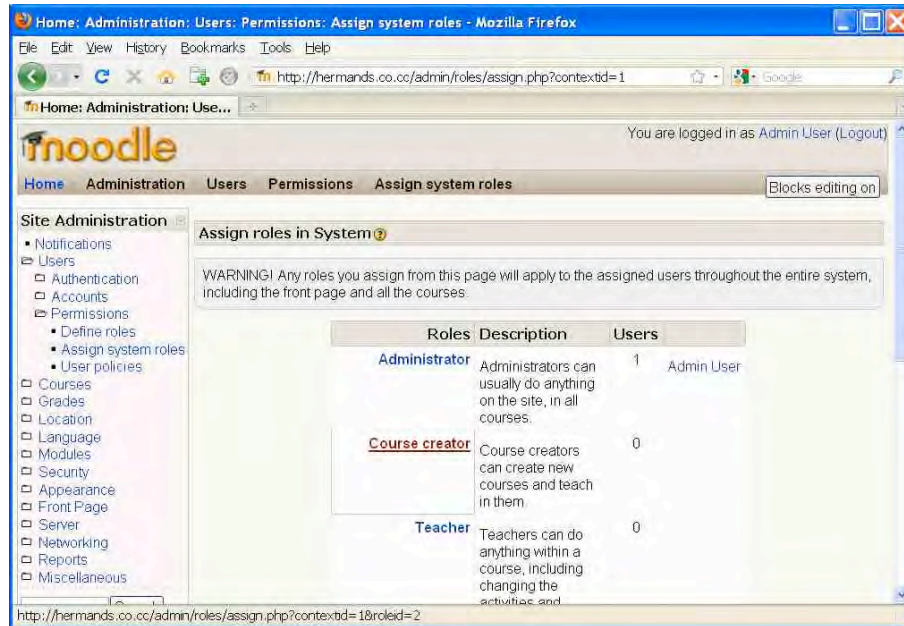 Home: Administration: Users: Permissions: Assign system roles - Mozilla Firefox
File Edit View History Bookmarks Tools Help
http://hermands.co.cc/admin/roles/assign.php?contextid=1
Google
Home: Administration: Use...
moodle
You are logged in as Admin User (Logout)
Home Administration Users Permissions Assign system roles
Blocks editing on
Site Administration
Notifications
Users
Authentication
Accounts
Permissions
Define roles
Assign system roles
User policies
Courses
Grades
Location
Language
Modules
Security
Appearance
Front Page
Server
Networking
Reports
Miscellaneous
Assign roles in System
WARNING! Any roles you assign from this page will apply to the assigned users throughout the entire system,
including the front page and all the courses.
Roles Description Users
Administrator Administrators can 1 Admin User
usually do anything
on the site, in all
courses.
Course creator Course creators 0
can create new
courses and teach
in them.
Teacher Teachers can do 0
anything within a
course, including
changing the
activities and
http://hermands.co.cc/admin/roles/assign.php?contextid=1&roleid=2